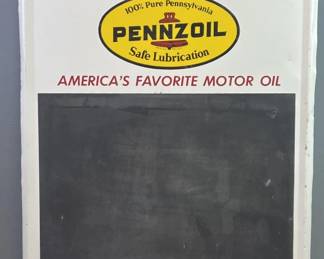 100% Pure Pennsylvania
PENNZOIL
Safe Lubrication
AMERICA'S FAVORITE MOTOR OIL